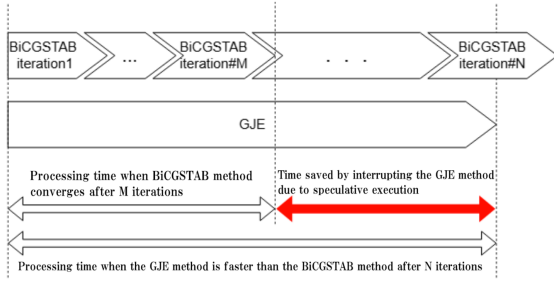 BiCGSTAB
iteration1
...
BiCGSTAB
iteration#M
. . .
BiCGSTAB
iteration#N
GJE
Processing time when BiCGSTAB method
converges after M iterations
Time saved by interrupting the GJE method
due to speculative execution
Processing time when the GJE method is faster than the BiCGSTAB method after N iterations